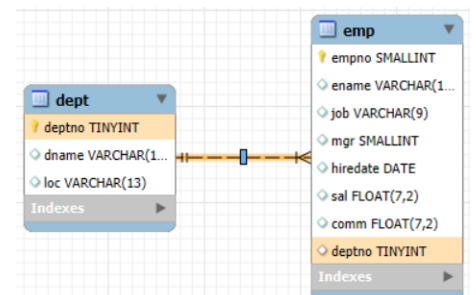 dept
deptno TINYINT
dname VARCHAR(1...
loc VARCHAR(13)
Indexes
emp
empno SMALLINT
ename VARCHAR(1...
job VARCHAR(9)
mgr SMALLINT
hiredate DATE
sal FLOAT(7,2)
comm FLOAT(7,2)
deptno TINYINT
Indexes